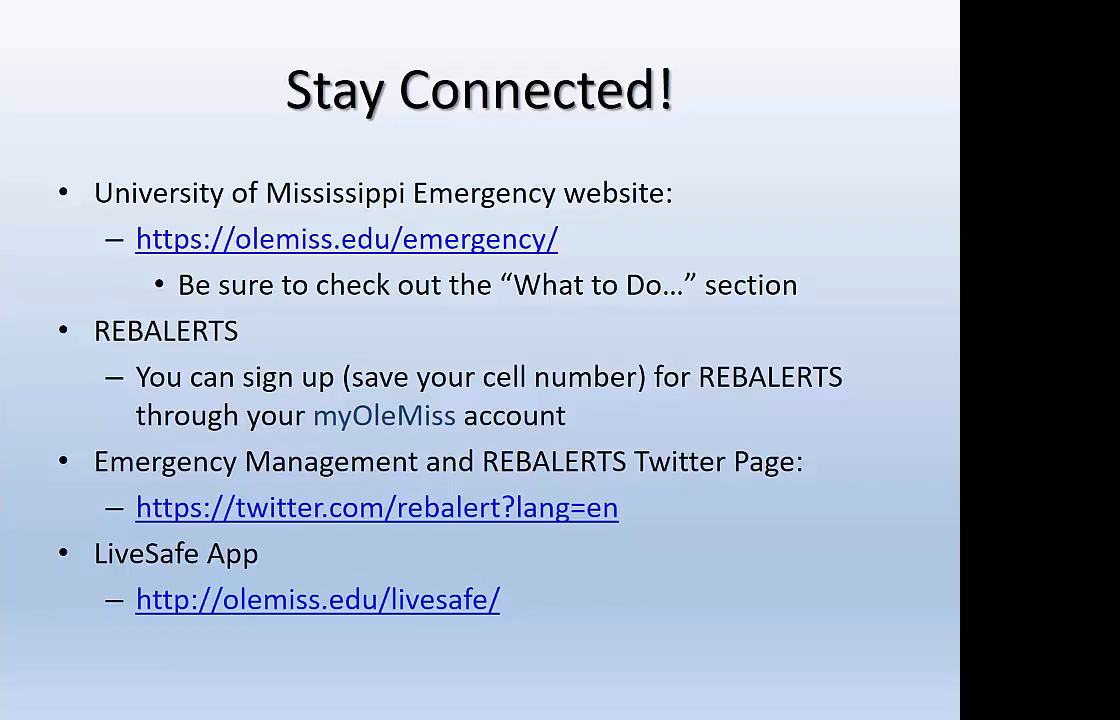 Stay Connected!
• University of Mississippi Emergency website:
– https://olemiss.edu/emergency/
• Be sure to check out the “What to Do…” section
• REBALERTS
– You can sign up (save your cell number) for REBALERTS
through your myOleMiss account
• Emergency Management and REBALERTS Twitter Page:
– https://twitter.com/rebalert?lang=en
• LiveSafe App
– http://olemiss.edu/livesafe/